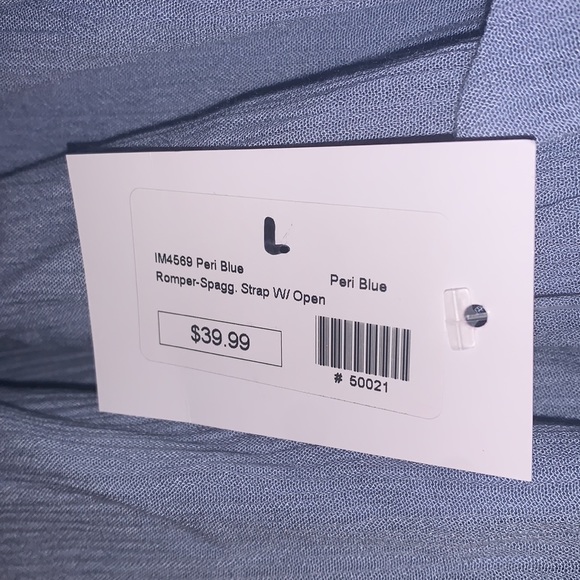 L
IM4569 Peri Blue
Peri Blue
Romper-Spagg. Strap W/ Open
$39.99
# 50021